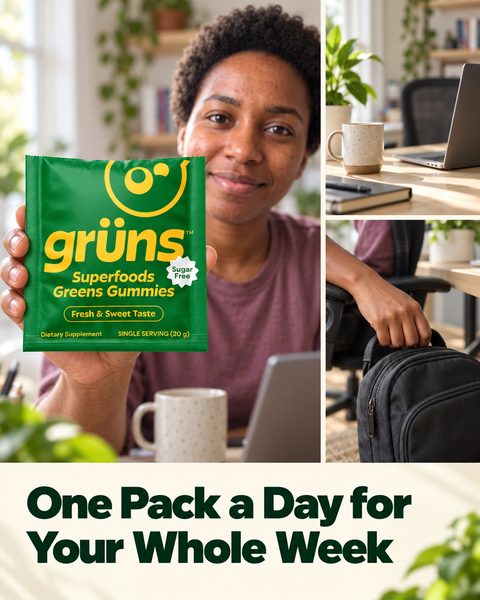 grüns™
Superfoods
Greens Gummies
Sugar
Free
Fresh & Sweet Taste
Dietary Supplement SINGLE SERVING (20 g)
One Pack a Day for
Your Whole Week